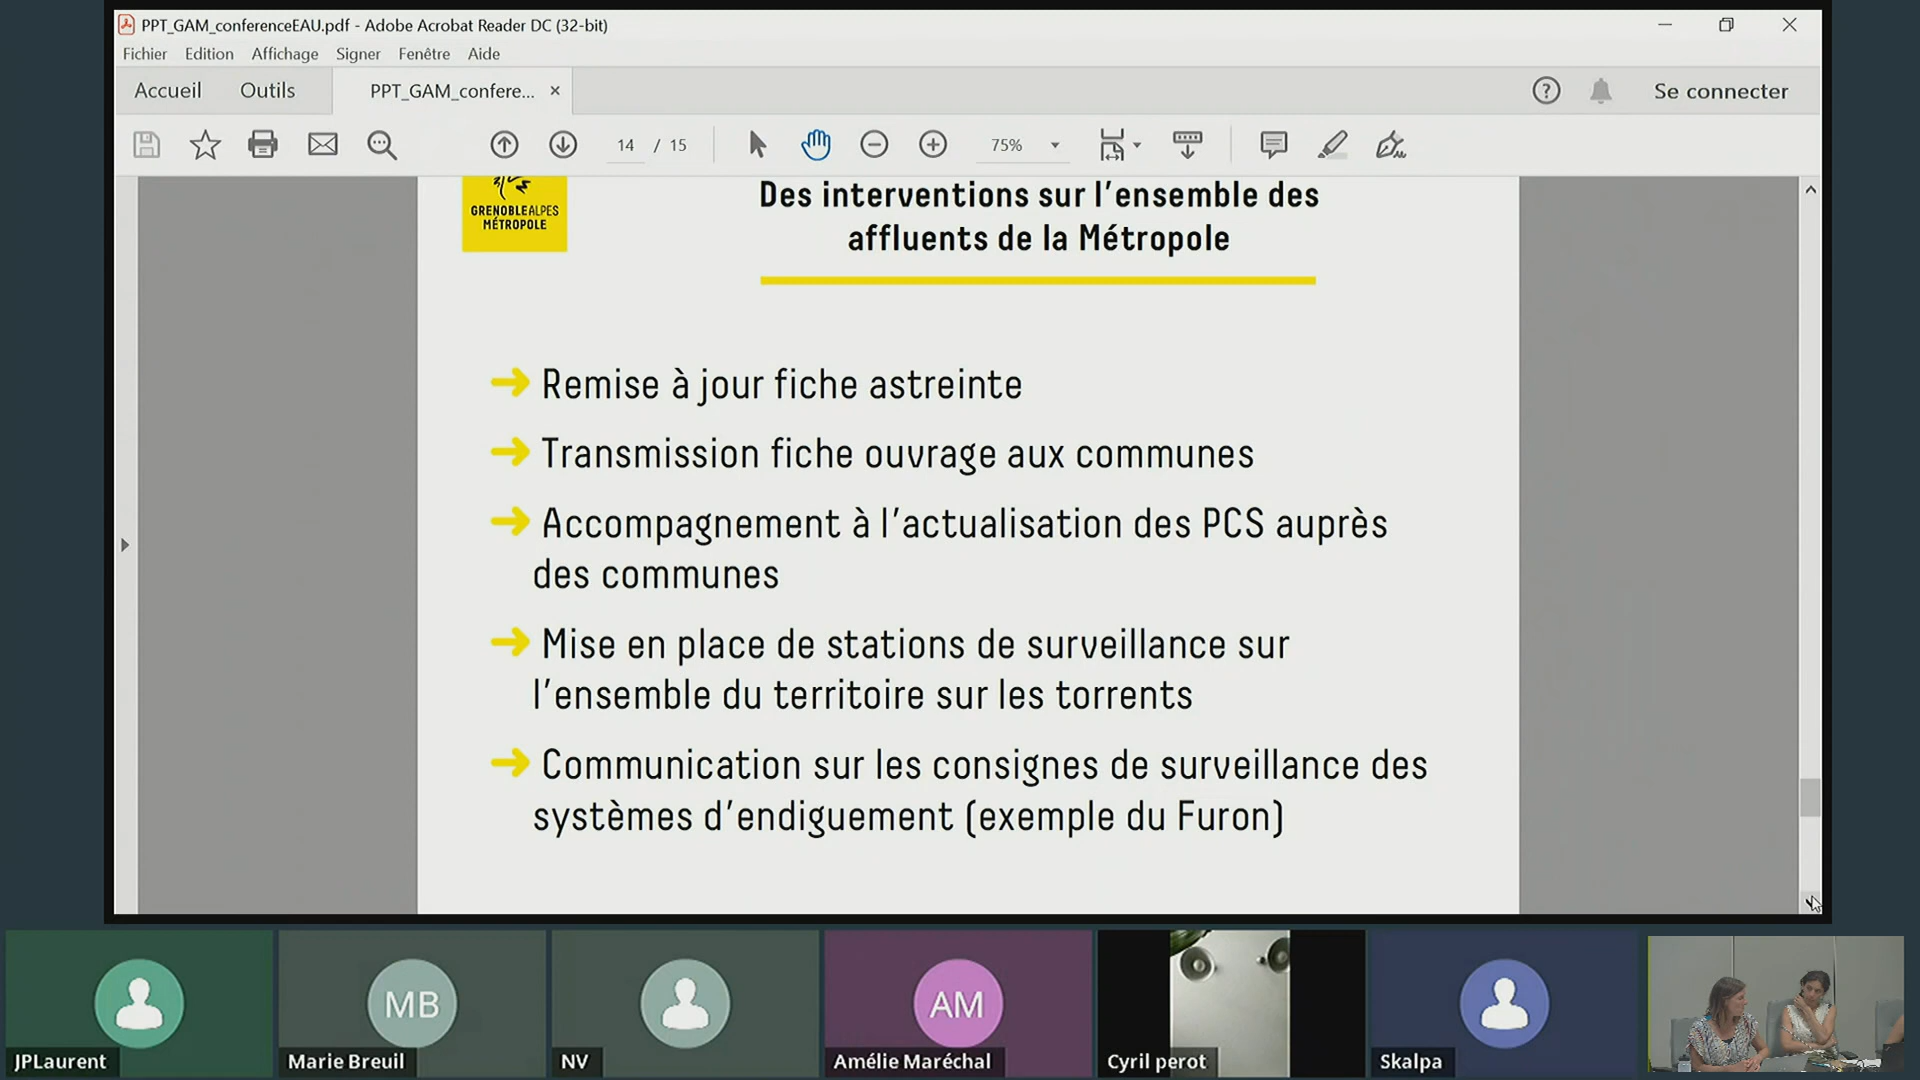 PPT_GAM_conferenceEAU.pdf - Adobe Acrobat Reader DC (32-bit)
Fichier Edition Affichage Signer Fenêtre Aide
Accueil Outils PPT_GAM_confere... × Se connecter
14 / 15 75%
GRENOBLEALPES
MÉTROPOLE
Des interventions sur l'ensemble des
affluents de la Métropole
➔ Remise à jour fiche astreinte
➔ Transmission fiche ouvrage aux communes
➔ Accompagnement à l'actualisation des PCS auprès
des communes
➔ Mise en place de stations de surveillance sur
l'ensemble du territoire sur les torrents
➔ Communication sur les consignes de surveillance des
systèmes d'endiguement (exemple du Furon)
MB AM
JPLaurent Marie Breuil NV Amélie Maréchal Cyril perot Skalpa